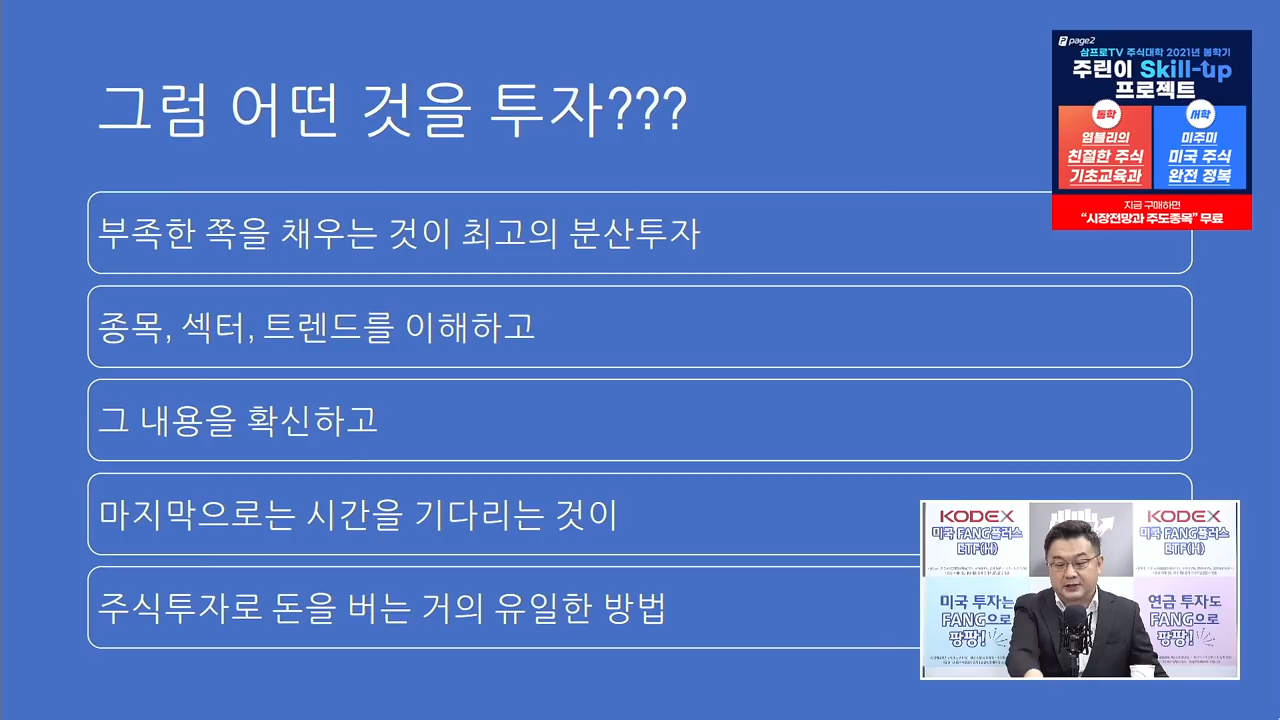 그럼 어떤 것을 투자???
부족한 쪽을 채우는 것이 최고의 분산투자
종목, 섹터, 트렌드를 이해하고
그 내용을 확신하고
마지막으로는 시간을 기다리는 것이
주식투자로 돈을 버는 거의 유일한 방법
page2
삼프로TV 주식대학 2021년 봄학기
주린이 Skill-up
프로젝트
동학
염블리의
친절한 주식
기초교육과
서학
미주미
미국 주식
완전 정복
지금 구매하면
“시장전망과 주도종목” 무료
KODEX
미국 FANG플러스
ETF(H)
미국 투자는
FANG으로
팡팡!
KODEX
미국 FANG플러스
ETF(H)
연금 투자도
FANG으로
팡팡!